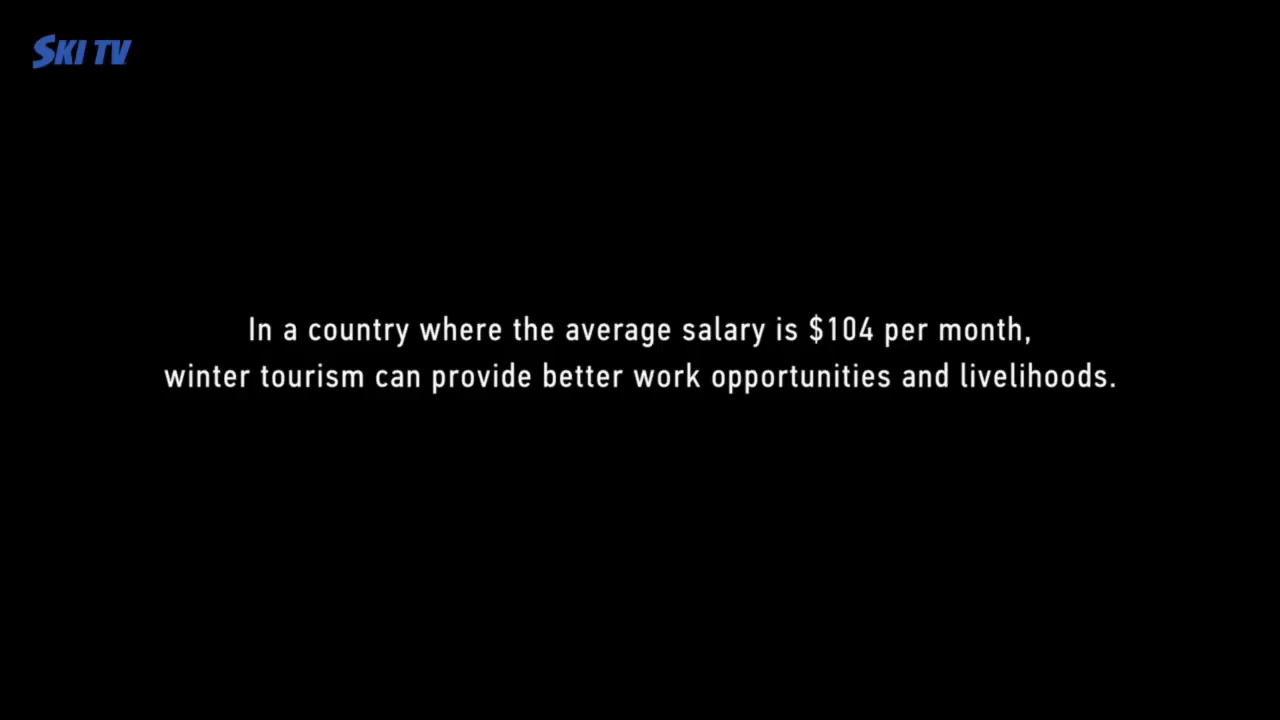 SKI TV
In a country where the average salary is $104 per month,
winter tourism can provide better work opportunities and livelihoods.